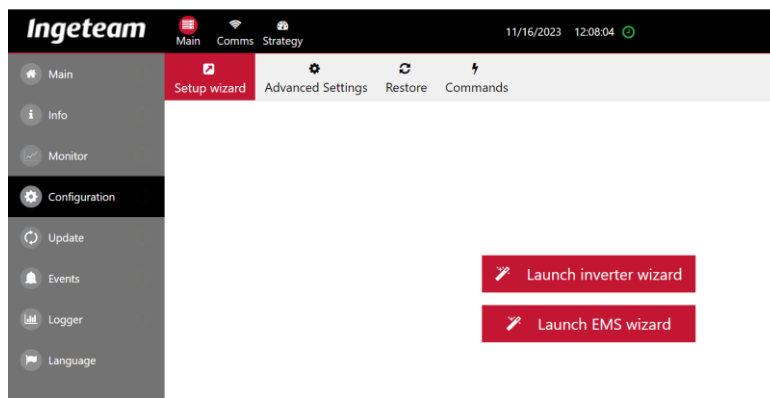 Ingeteam
Main Comms Strategy
11/16/2023 12:08:04
Main
Info
Monitor
Configuration
Update
Events
Logger
Language
Setup wizard Advanced Settings Restore Commands
Launch inverter wizard
Launch EMS wizard